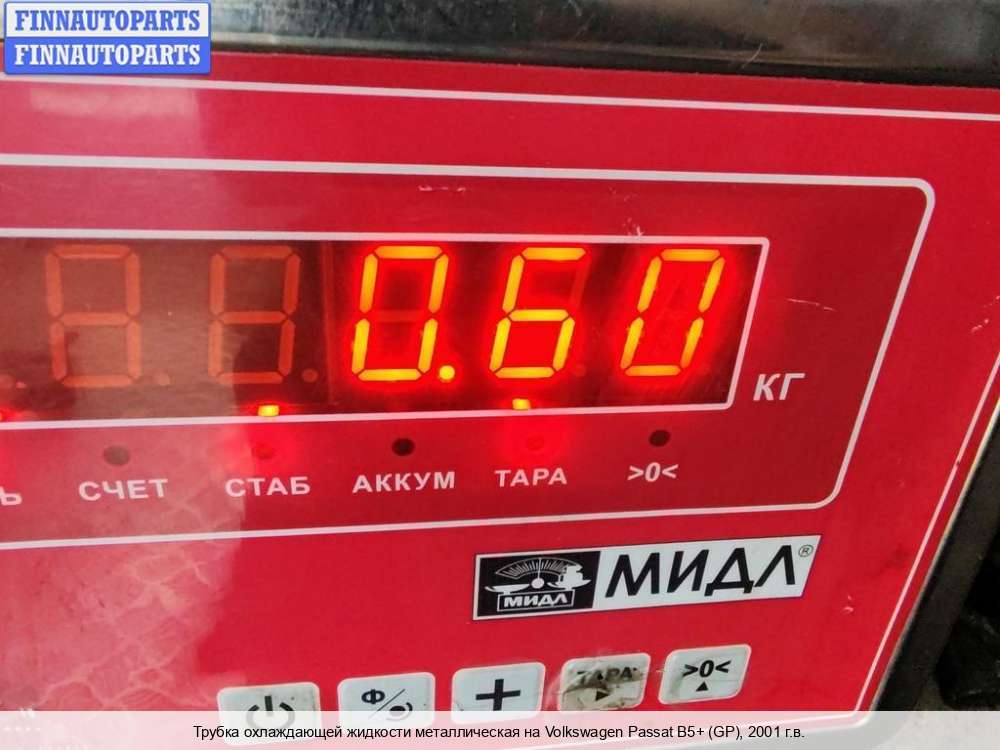 FINNAUTOPARTS
FINNAUTOPARTS
0.60
КГ
Ь СЧЕТ СТАБ АККУМ ТАРА >0<
МИДЛ МИДЛ®
Ф + ТАРА >0<
Трубка охлаждающей жидкости металлическая на Volkswagen Passat B5+ (GP), 2001 г.в.